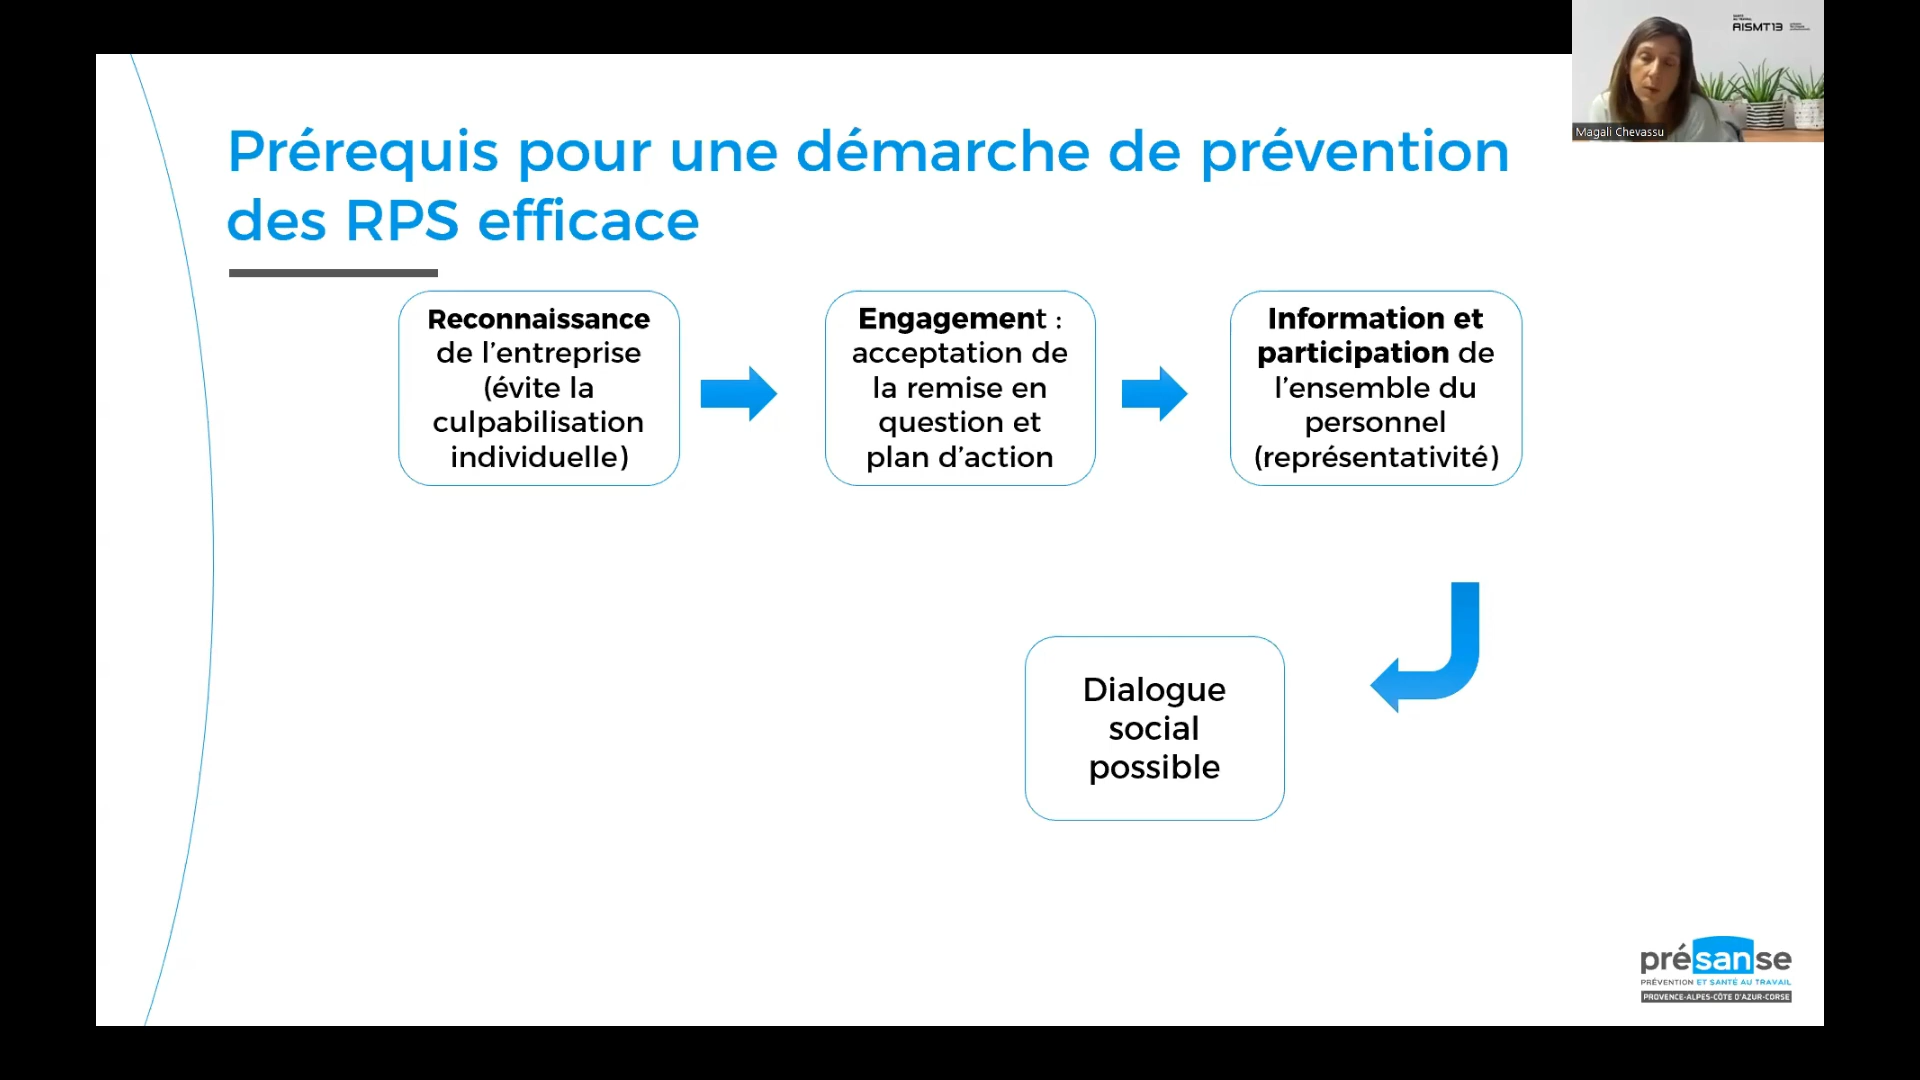 Prérequis pour une démarche de prévention
des RPS efficace
Reconnaissance
de l’entreprise
(évite la
culpabilisation
individuelle)
Engagement :
acceptation de
la remise en
question et
plan d’action
Information et
participation de
l’ensemble du
personnel
(représentativité)
Dialogue
social
possible
AISMT13
Magali Chevassu
présanse
PRÉVENTION ET SANTÉ AU TRAVAIL
PROVENCE-ALPES-CÔTE D'AZUR-CORSE